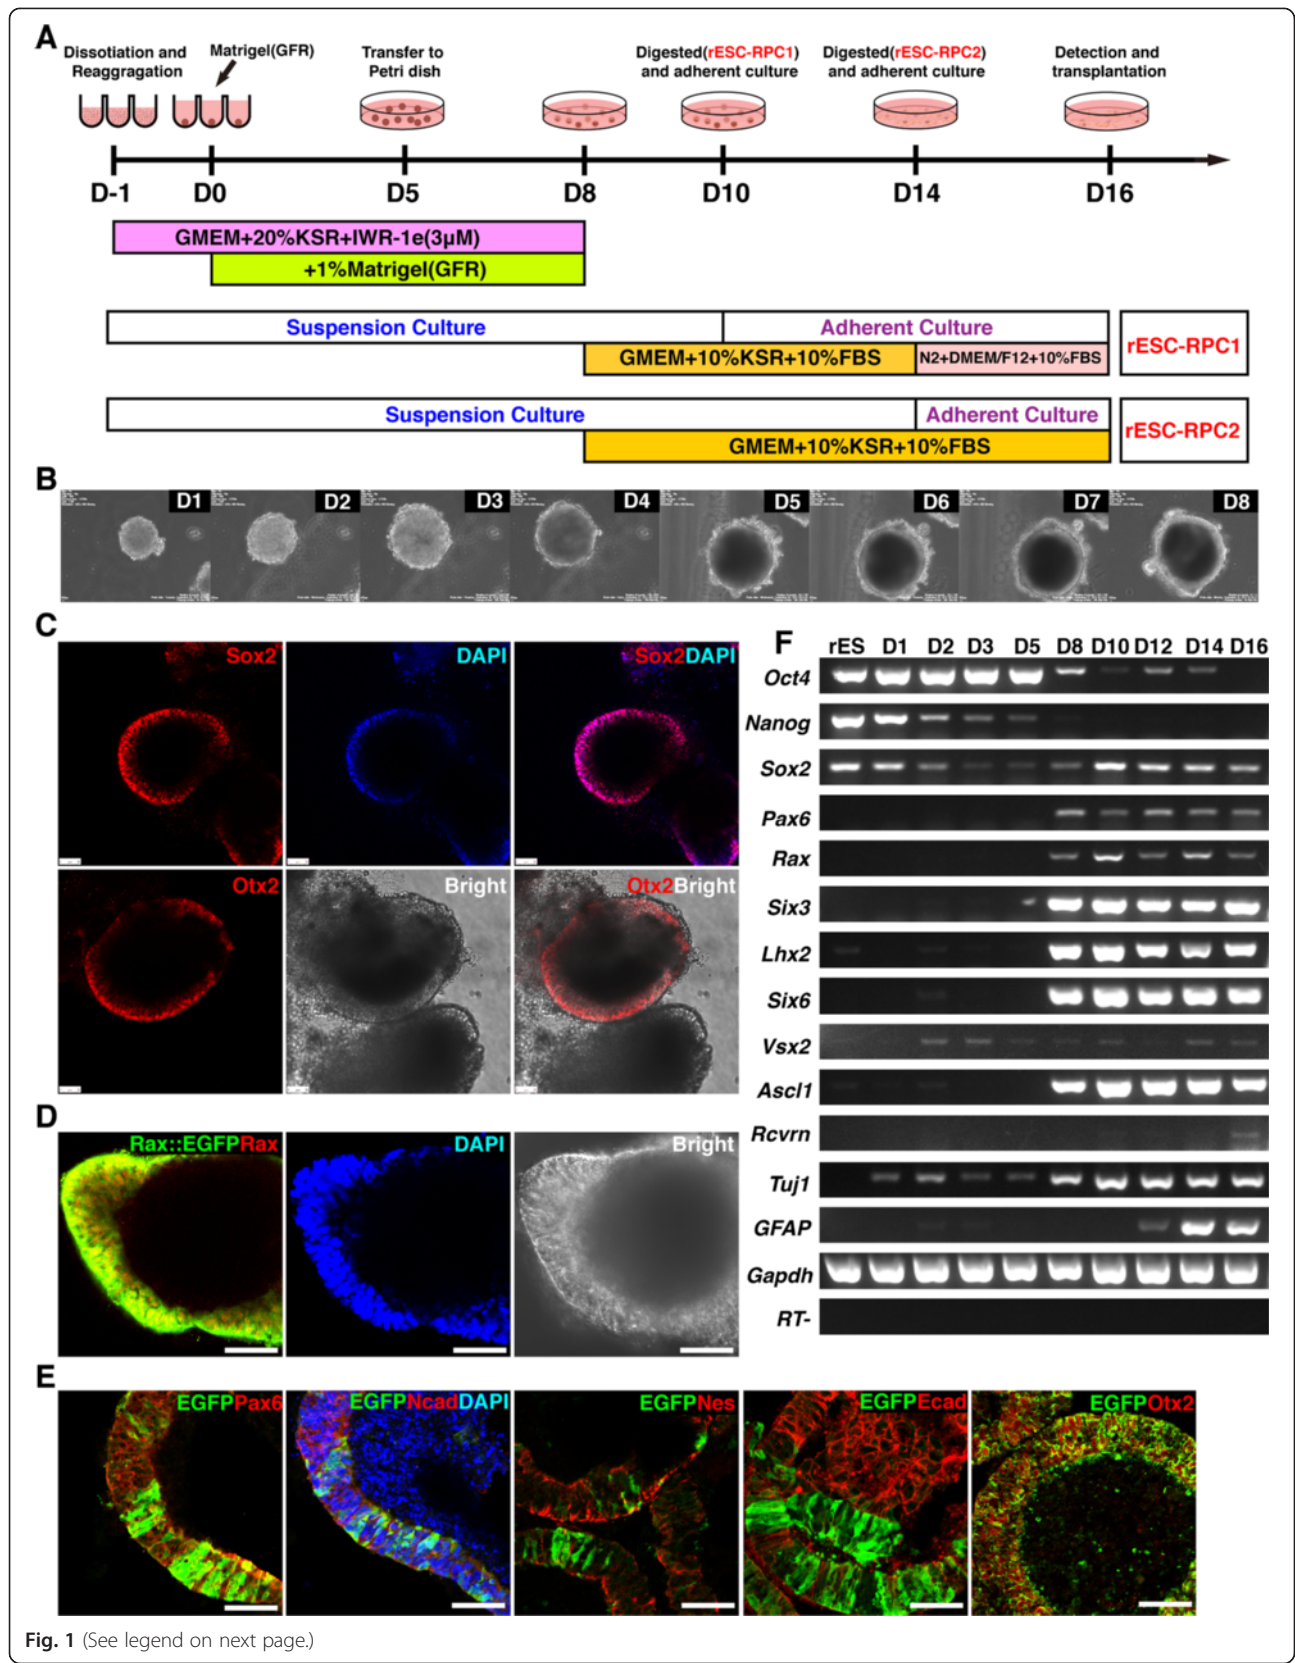 A
Dissotiation and
Reaggragation
Matrigel(GFR)
Transfer to
Petri dish
Digested(rESC-RPC1)
and adherent culture
Digested(rESC-RPC2)
and adherent culture
Detection and
transplantation
D-1 D0 D5 D8 D10 D14 D16
GMEM+20%KSR+IWR-1e(3μM)
+1%Matrigel(GFR)
Suspension Culture Adherent Culture
GMEM+10%KSR+10%FBS N2+DMEM/F12+10%FBS
rESC-RPC1
Suspension Culture Adherent Culture
GMEM+10%KSR+10%FBS
rESC-RPC2
B
D1 D2 D3 D4 D5 D6 D7 D8
C
Sox2 DAPI Sox2DAPI
Otx2 Bright Otx2Bright
D
Rax::EGFPRax DAPI Bright
E
EGFPPax6 EGFPNcadDAPI EGFPNes EGFPEcad EGFPOtx2
F
rES D1 D2 D3 D5 D8 D10 D12 D14 D16
Oct4
Nanog
Sox2
Pax6
Rax
Six3
Lhx2
Six6
Vsx2
Ascl1
Rcvrn
Tuj1
GFAP
Gapdh
RT-
Fig. 1 (See legend on next page.)